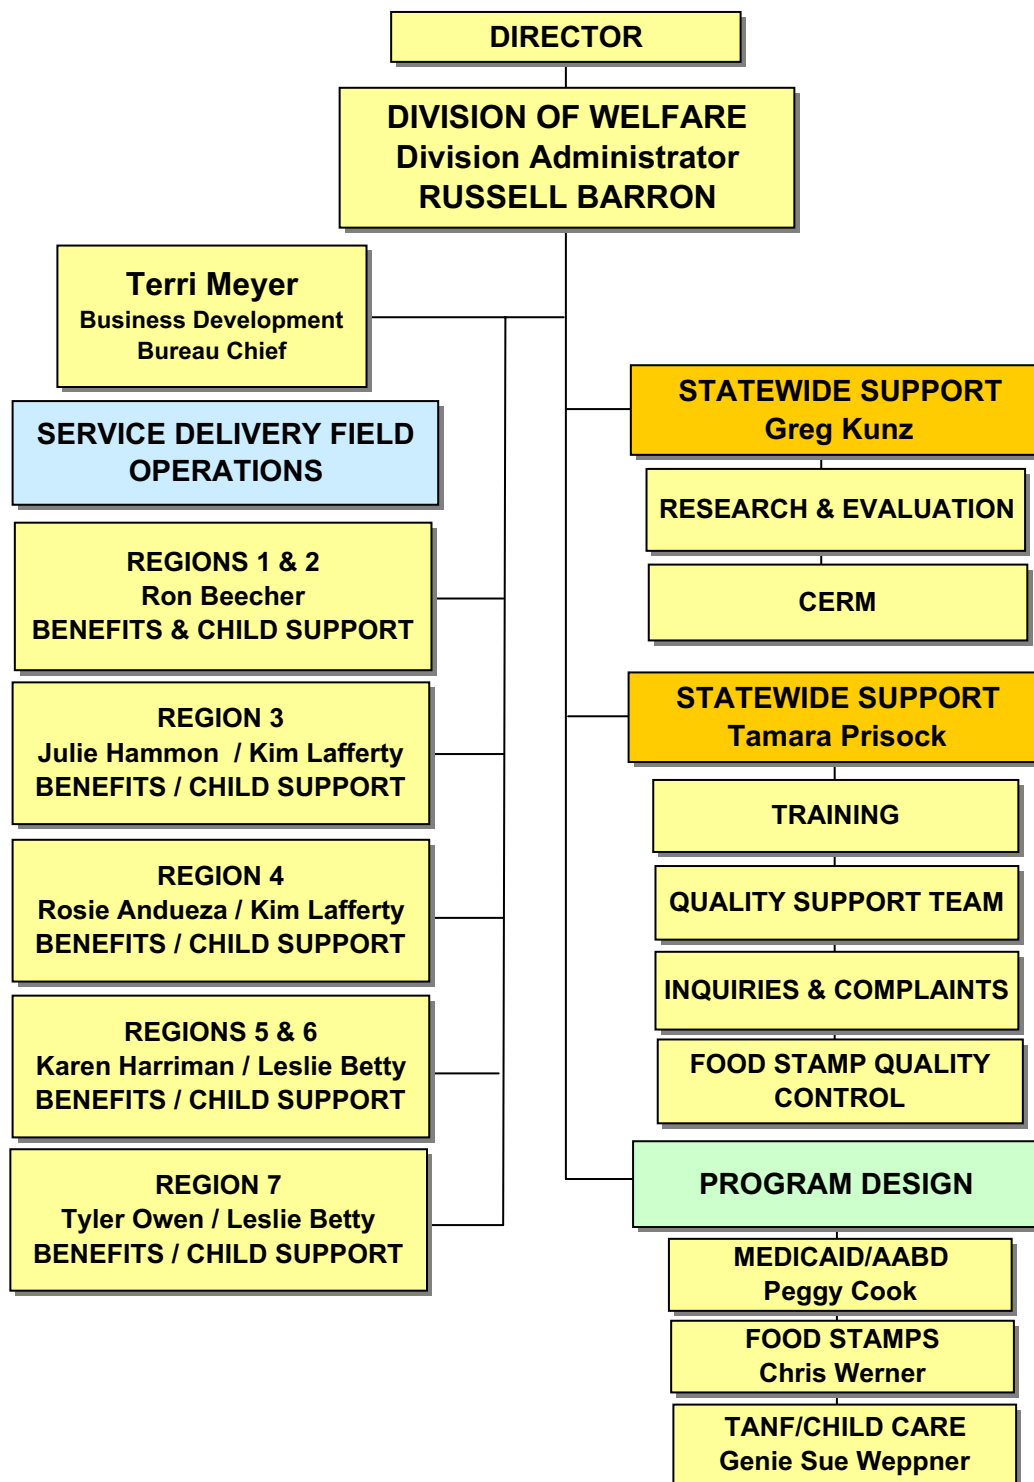 DIRECTOR
DIVISION OF WELFARE
Division Administrator
RUSSELL BARRON
Terri Meyer
Business Development
Bureau Chief
SERVICE DELIVERY FIELD
OPERATIONS
REGIONS 1 & 2
Ron Beecher
BENEFITS & CHILD SUPPORT
REGION 3
Julie Hammon / Kim Lafferty
BENEFITS / CHILD SUPPORT
REGION 4
Rosie Andueza / Kim Lafferty
BENEFITS / CHILD SUPPORT
REGIONS 5 & 6
Karen Harriman / Leslie Betty
BENEFITS / CHILD SUPPORT
REGION 7
Tyler Owen / Leslie Betty
BENEFITS / CHILD SUPPORT
STATEWIDE SUPPORT
Greg Kunz
RESEARCH & EVALUATION
CERM
STATEWIDE SUPPORT
Tamara Prisock
TRAINING
QUALITY SUPPORT TEAM
INQUIRIES & COMPLAINTS
FOOD STAMP QUALITY
CONTROL
PROGRAM DESIGN
MEDICAID/AABD
Peggy Cook
FOOD STAMPS
Chris Werner
TANF/CHILD CARE
Genie Sue Weppner